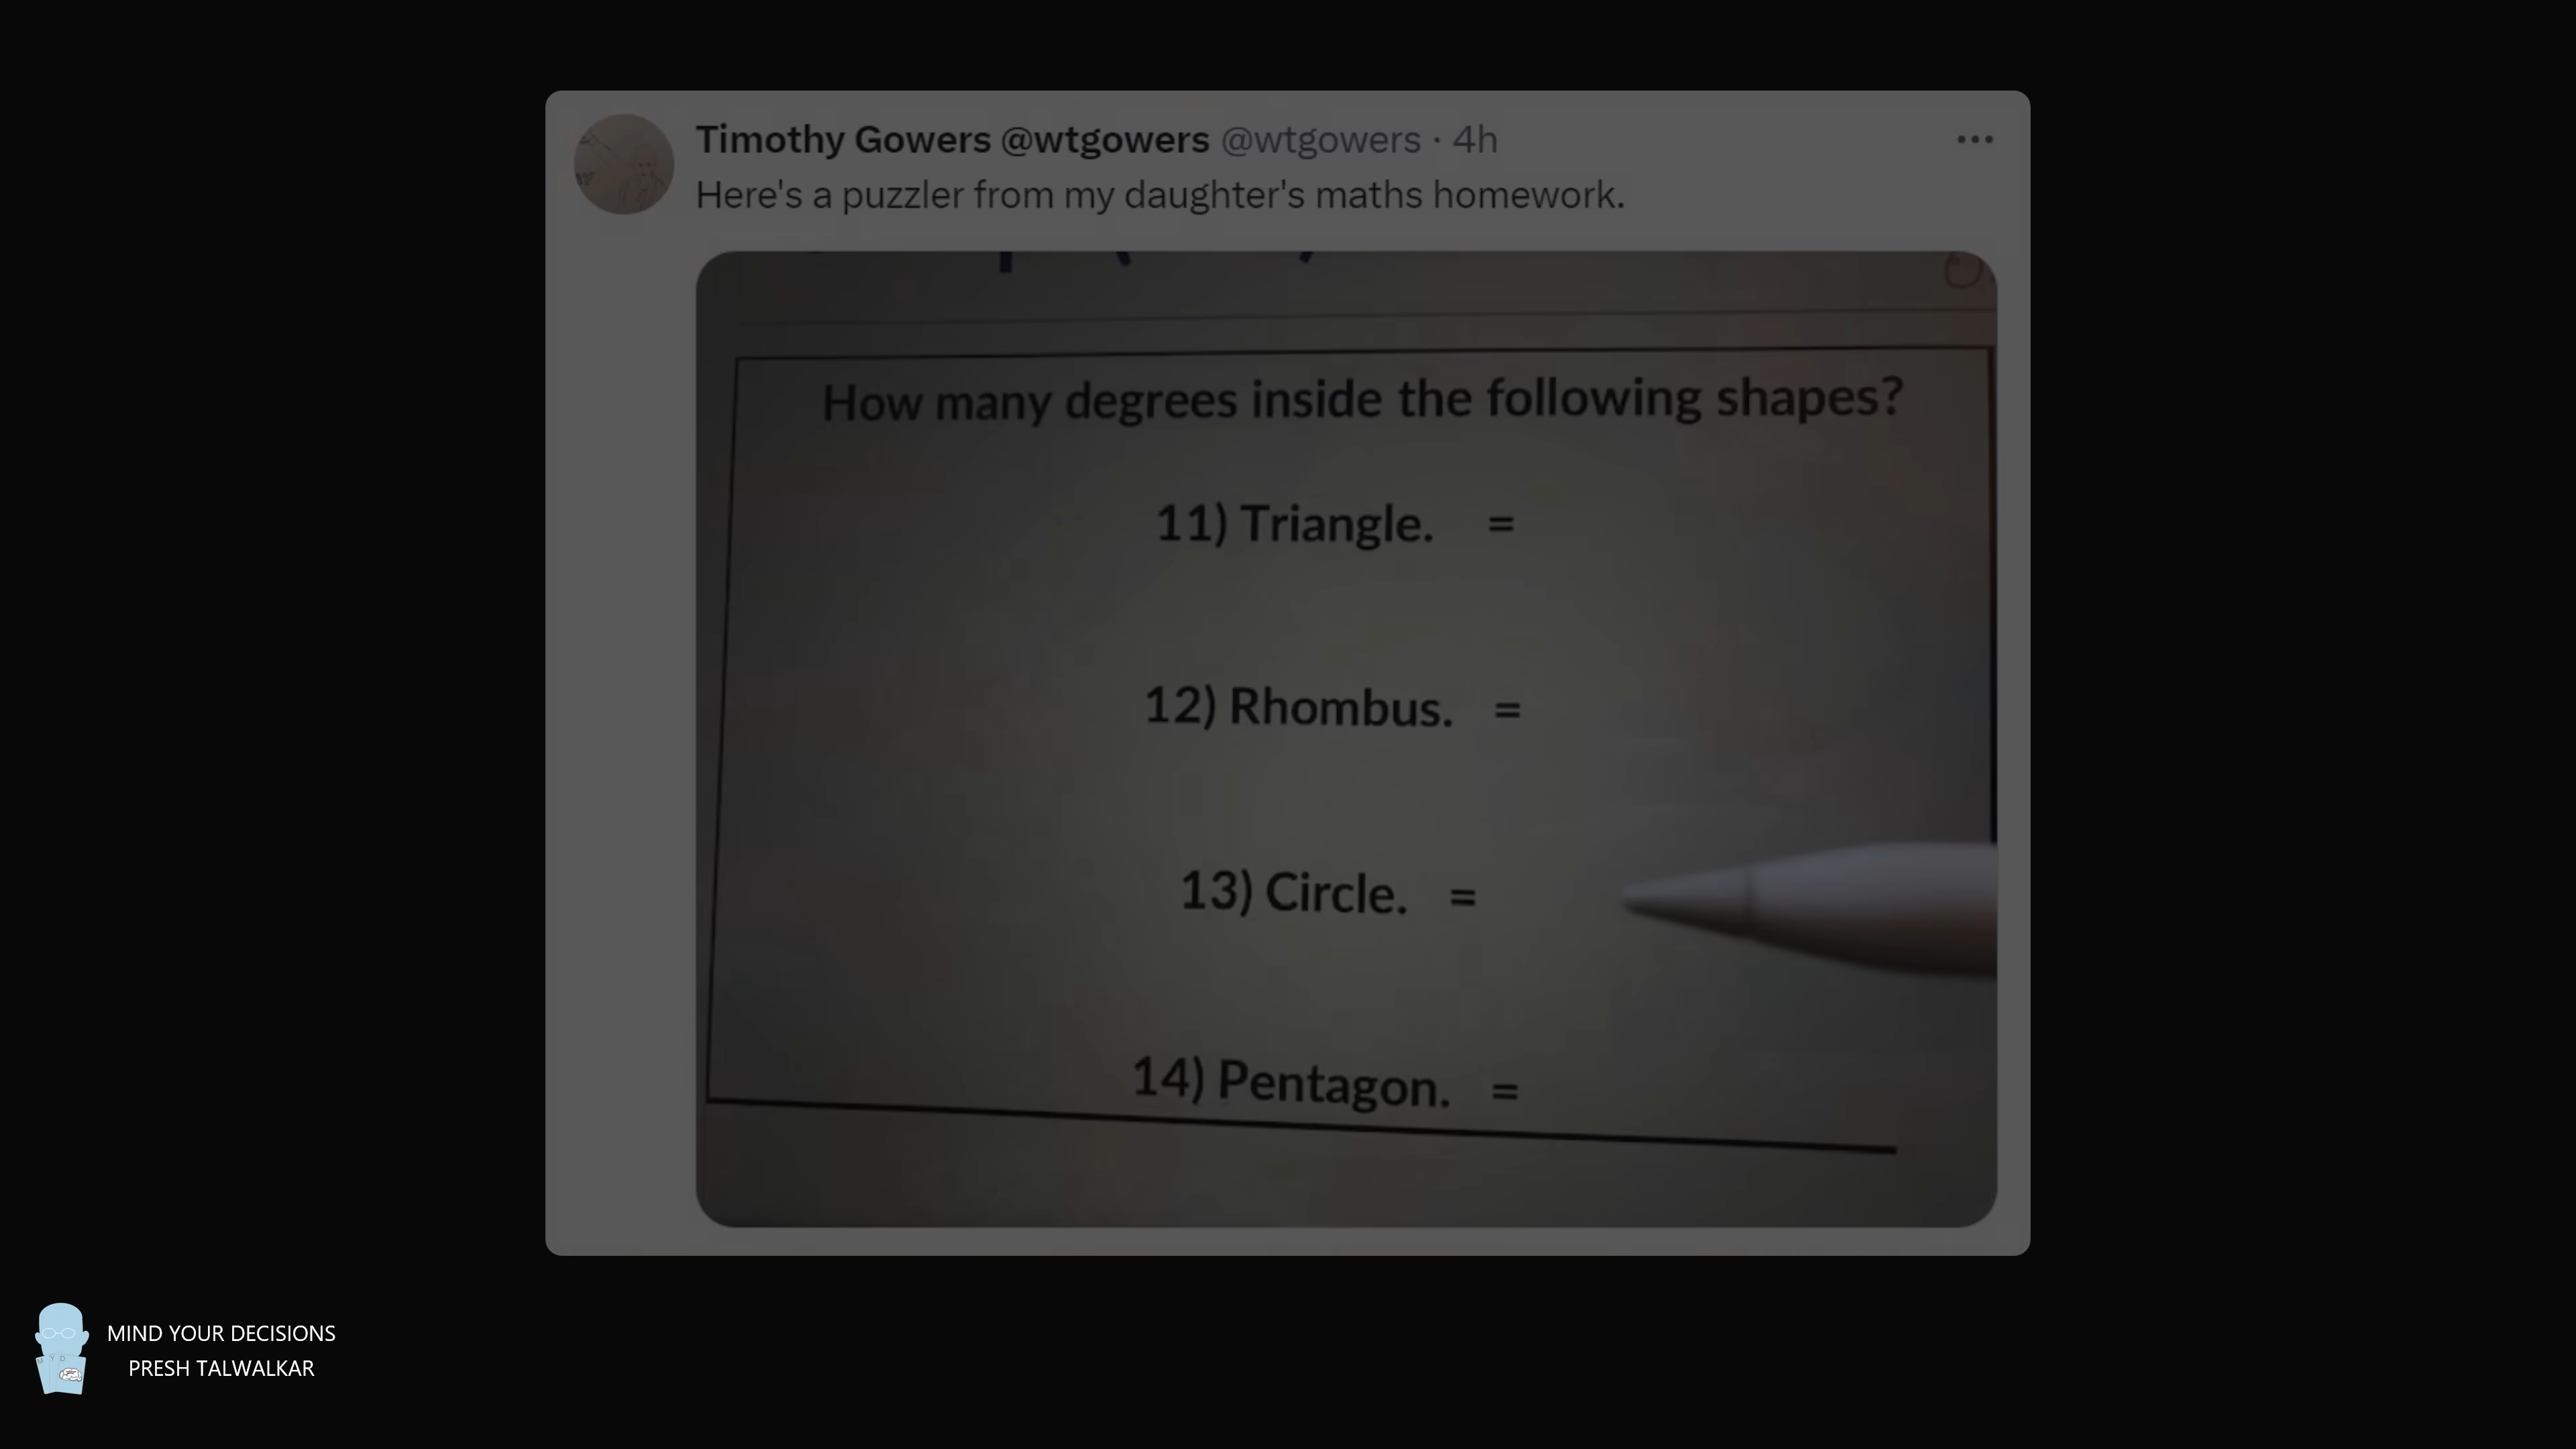 Timothy Gowers @wtgowers @wtgowers · 4h
Here's a puzzler from my daughter's maths homework.
How many degrees inside the following shapes?
11) Triangle. =
12) Rhombus. =
13) Circle. =
14) Pentagon. =
MIND YOUR DECISIONS
PRESH TALWALKAR